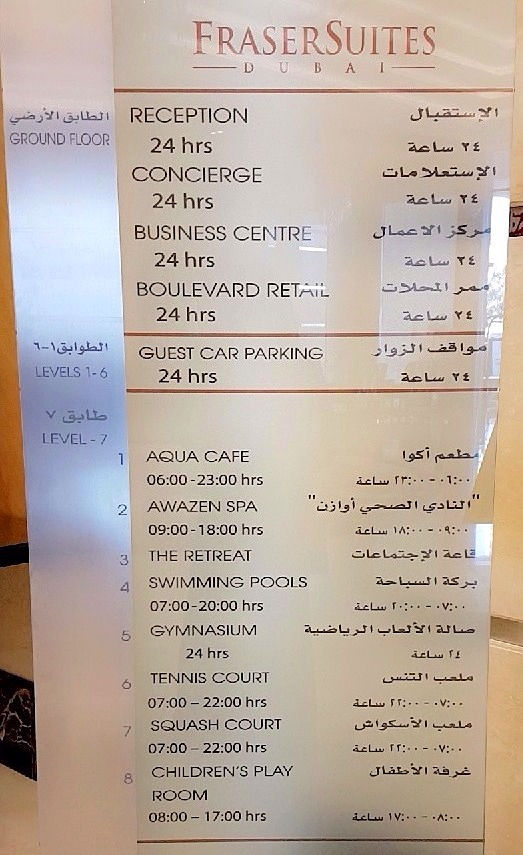 FRASERSUITES
DUBAI
الطابق الأرضي RECEPTION الإستقبال
GROUND FLOOR 24 hrs ٢٤ ساعة
CONCIERGE الإستعلامات
24 hrs ٢٤ ساعة
BUSINESS CENTRE مركز الاعمال
24 hrs ٢٤ ساعة
BOULEVARD RETAIL ممر المحلات
24 hrs ٢٤ ساعة
الطوابق ١-٦ GUEST CAR PARKING مواقف الزوار
LEVELS 1-6 24 hrs ٢٤ ساعة
طابق ٧
LEVEL - 7
1 AQUA CAFE مطعم أكوا
06:00 - 23:00 hrs ٠٦:٠٠ - ٢٣:٠٠ ساعة
2 AWAZEN SPA "النادي الصحي أوازن"
09:00 - 18:00 hrs ٠٩:٠٠ - ١٨:٠٠ ساعة
3 THE RETREAT قاعة الإجتماعات
4 SWIMMING POOLS بركة السباحة
07:00 - 20:00 hrs ٠٧:٠٠ - ٢٠:٠٠ ساعة
5 GYMNASIUM صالة الألعاب الرياضية
24 hrs ٢٤ ساعة
6 TENNIS COURT ملعب التنس
07:00 – 22:00 hrs ٠٧:٠٠ - ٢٢:٠٠ ساعة
7 SQUASH COURT ملعب الأسكواش
07:00 – 22:00 hrs ٠٧:٠٠ - ٢٢:٠٠ ساعة
8 CHILDREN'S PLAY غرفة الأطفال
ROOM
08:00 – 17:00 hrs ٠٨:٠٠ - ١٧:٠٠ ساعة